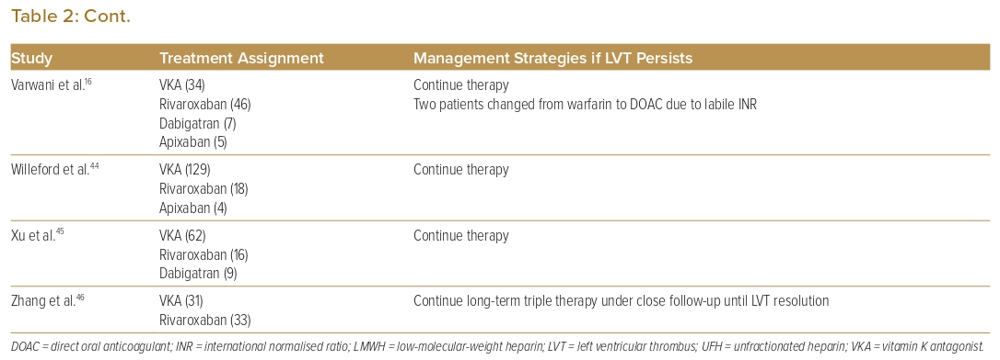 Table 2: Cont.
Study Treatment Assignment Management Strategies if LVT Persists
Varwani et al.16 VKA (34) Continue therapy
Rivaroxaban (46) Two patients changed from warfarin to DOAC due to labile INR
Dabigatran (7)
Apixaban (5)
Willeford et al.44 VKA (129) Continue therapy
Rivaroxaban (18)
Apixaban (4)
Xu et al.45 VKA (62) Continue therapy
Rivaroxaban (16)
Dabigatran (9)
Zhang et al.46 VKA (31) Continue long-term triple therapy under close follow-up until LVT resolution
Rivaroxaban (33)
DOAC = direct oral anticoagulant; INR = international normalised ratio; LMWH = low-molecular-weight heparin; LVT = left ventricular thrombus; UFH = unfractionated heparin; VKA = vitamin K antagonist.